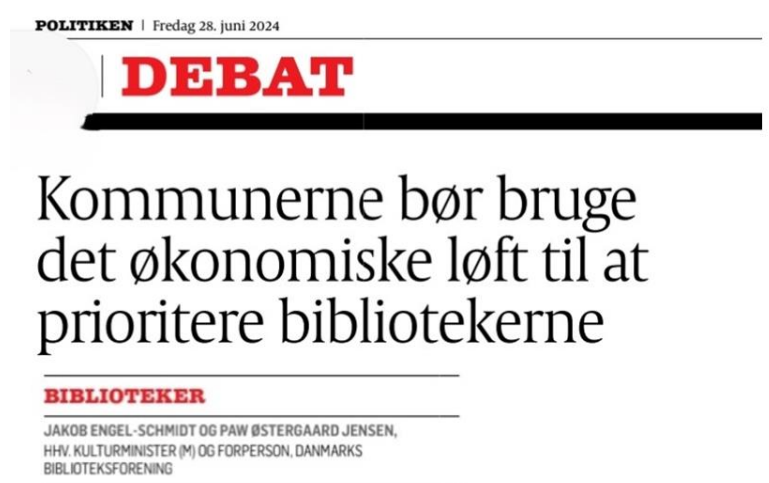 POLITIKEN | Fredag 28. juni 2024
DEBAT
Kommunerne bør bruge
det økonomiske løft til at
prioritere bibliotekerne
BIBLIOTEKER
JAKOB ENGEL-SCHMIDT OG PAW ØSTERGAARD JENSEN,
HHV. KULTURMINISTER (M) OG FORPERSON, DANMARKS
BIBLIOTEKSFORENING